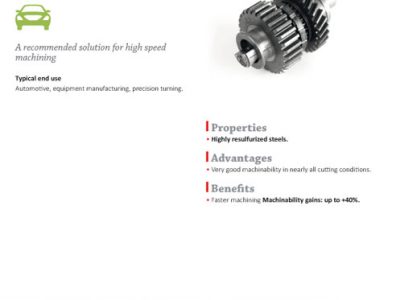 A recommended solution for high speed
machining
Typical end use
Automotive, equipment manufacturing, precision turning.
Properties
• Highly resulfurized steels.
Advantages
• Very good machinability in nearly all cutting conditions.
Benefits
• Faster machining Machinability gains: up to +40%.